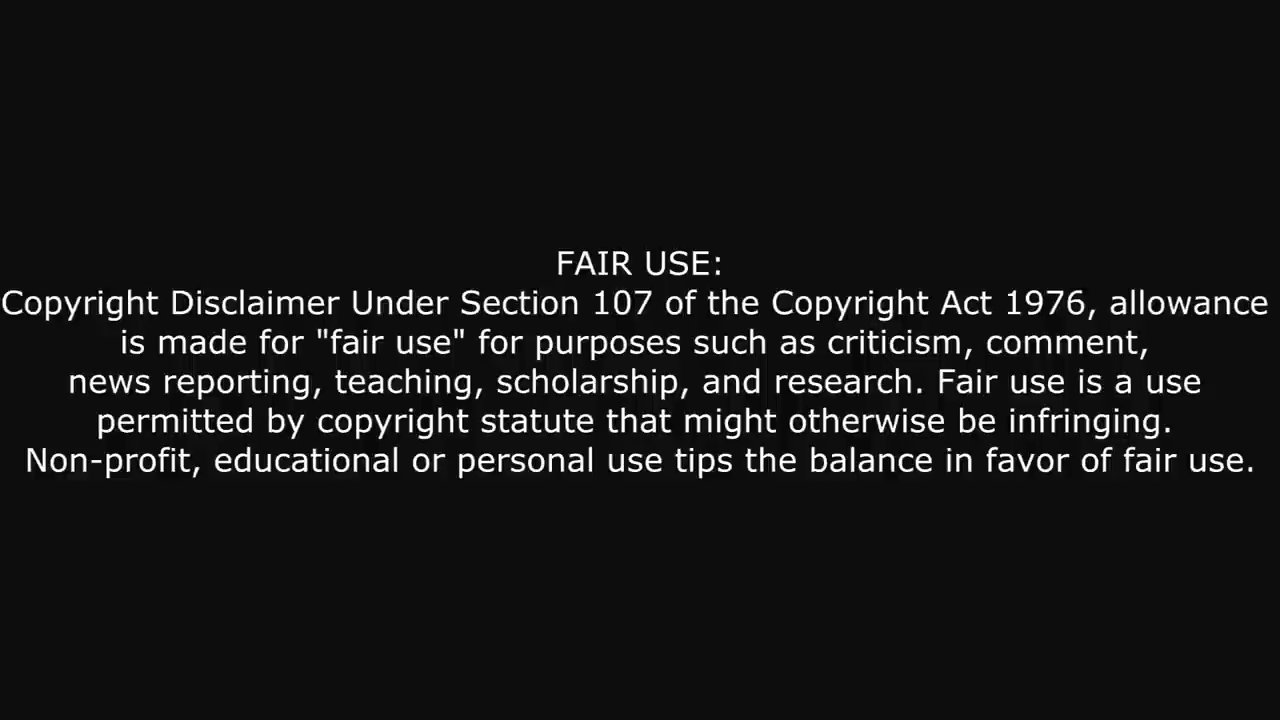 FAIR USE:
Copyright Disclaimer Under Section 107 of the Copyright Act 1976, allowance
is made for "fair use" for purposes such as criticism, comment,
news reporting, teaching, scholarship, and research. Fair use is a use
permitted by copyright statute that might otherwise be infringing.
Non-profit, educational or personal use tips the balance in favor of fair use.